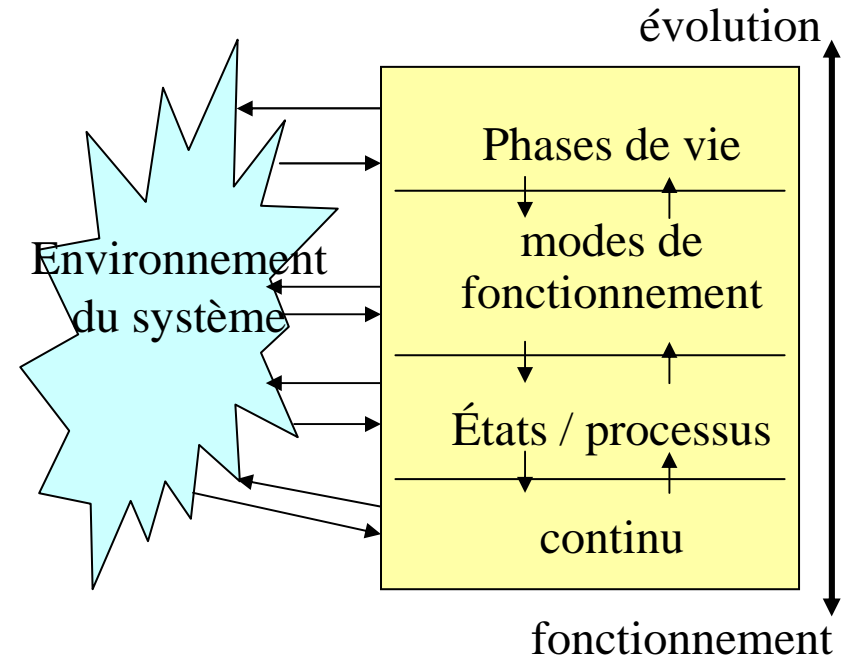 évolution
Phases de vie
Environnement
du système
modes de
fonctionnement
États / processus
continu
fonctionnement